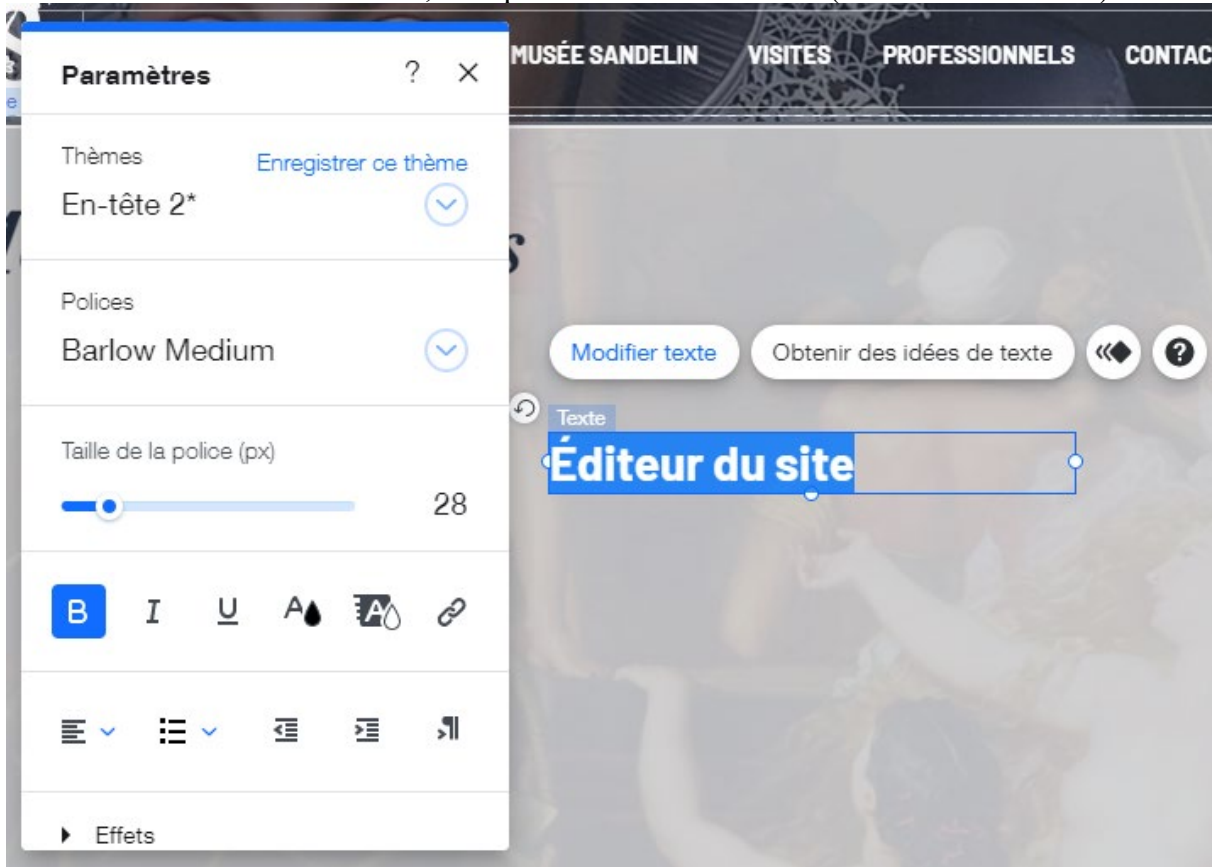 Paramètres
?
MUSÉE SANDELIN VISITES PROFESSIONNELS CONTAC
Thèmes
Enregistrer ce thème
En-tête 2*
Polices
Barlow Medium
Modifier texte
Obtenir des idées de texte
?
Texte
Éditeur du site
Taille de la police (px)
28
B I U A A
Effets